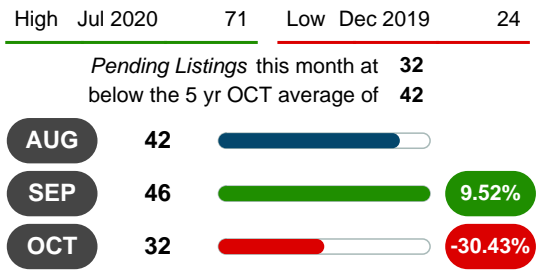 High Jul 2020 71 Low Dec 2019 24
Pending Listings this month at 32
below the 5 yr OCT average of 42
AUG 42
SEP 46 9.52%
OCT 32 -30.43%